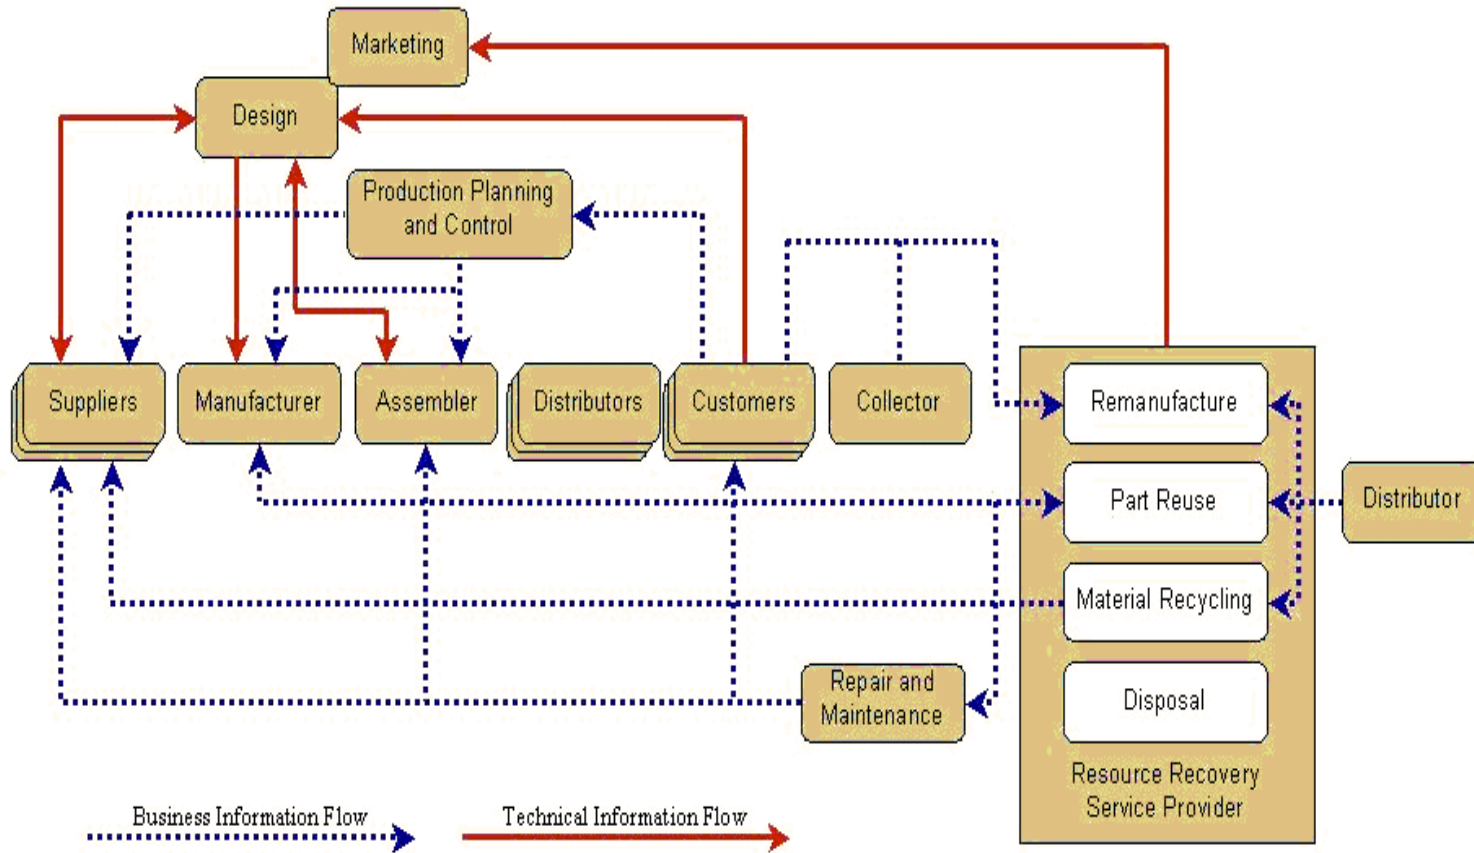 Marketing
Design
Production Planning
and Control
Suppliers
Manufacturer
Assembler
Distributors
Customers
Collector
Remanufacture
Part Reuse
Distributor
Material Recycling
Repair and
Maintenance
Disposal
Resource Recovery
Service Provider
Business Information Flow
Technical Information Flow